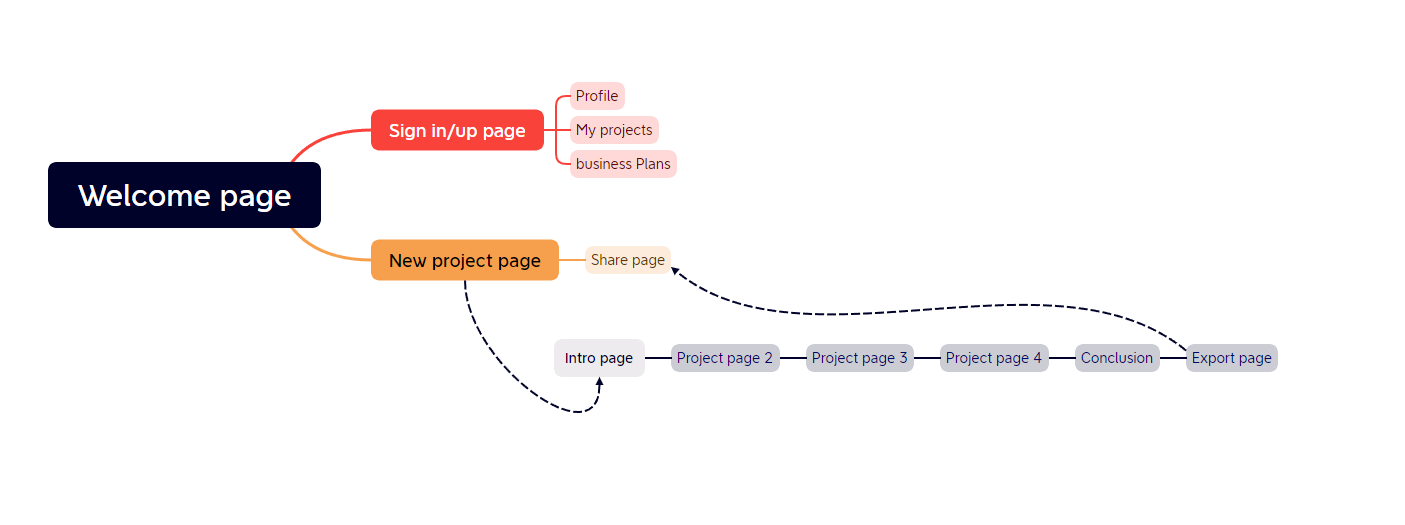 Welcome page
Sign in/up page
Profile
My projects
business Plans
New project page
Share page
Intro page
Project page 2
Project page 3
Project page 4
Conclusion
Export page